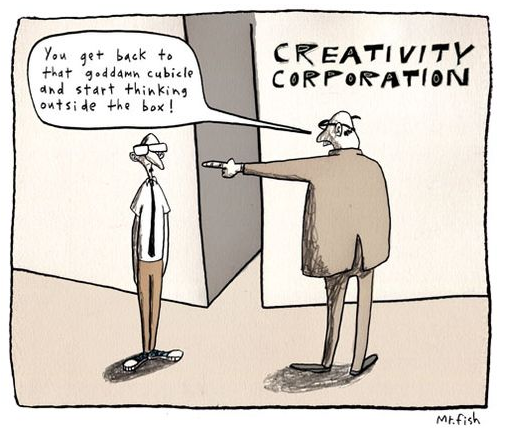 You get back to
that goddamn cubicle
and start thinking
outside the box!
CREATIVITY
CORPORATION
Mr.fish